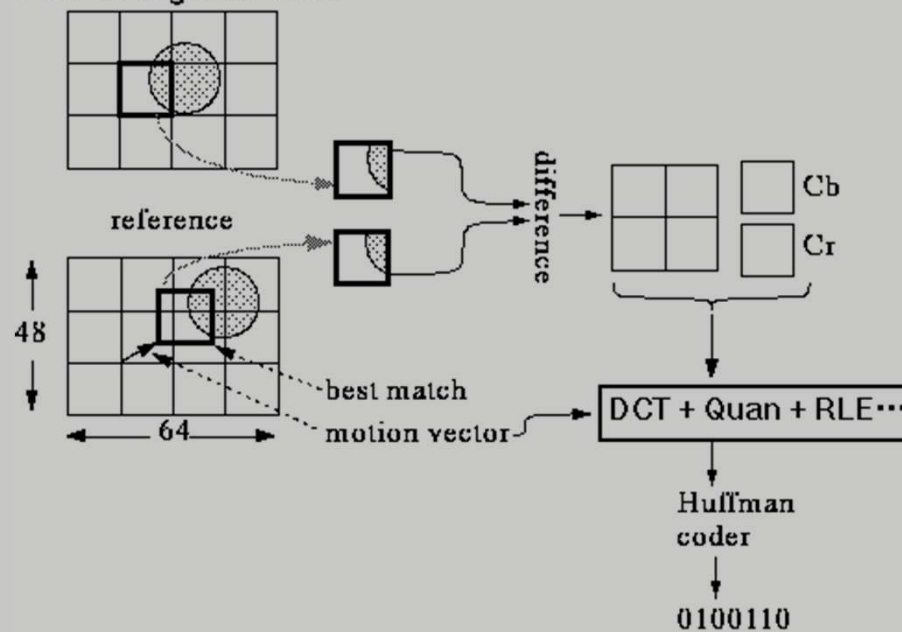 difference
Cb
Cr
reference
48
64
best match
motion vector
DCT + Quan + RLE···
Huffman
coder
0100110